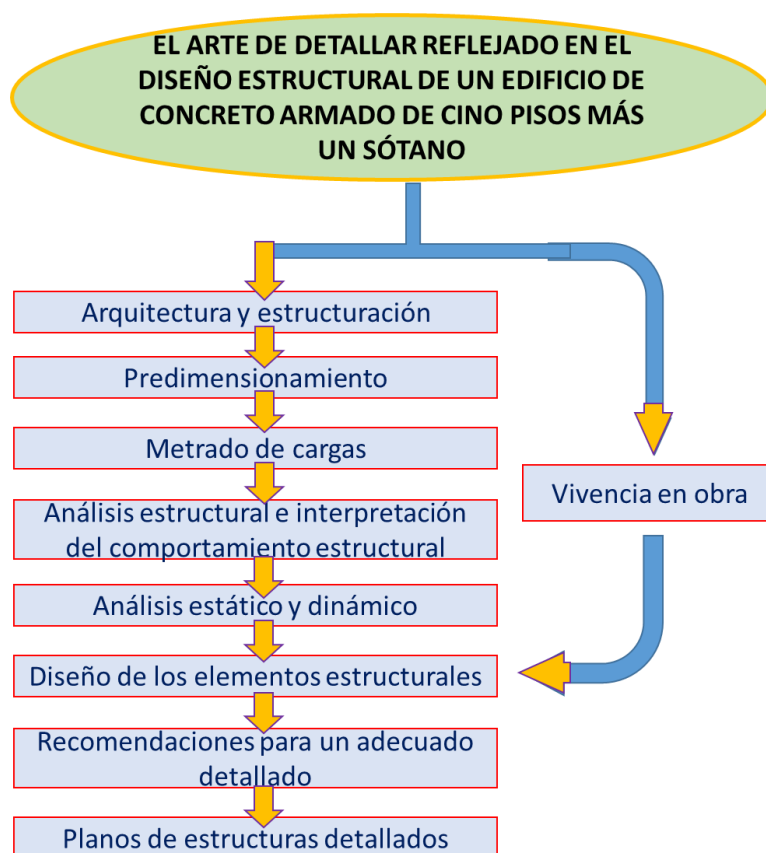 EL ARTE DE DETALLAR REFLEJADO EN EL
DISEÑO ESTRUCTURAL DE UN EDIFICIO DE
CONCRETO ARMADO DE CINO PISOS MÁS
UN SÓTANO
Arquitectura y estructuración
Predimensionamiento
Metrado de cargas
Análisis estructural e interpretación
del comportamiento estructural
Análisis estático y dinámico
Diseño de los elementos estructurales
Recomendaciones para un adecuado
detallado
Planos de estructuras detallados
Vivencia en obra